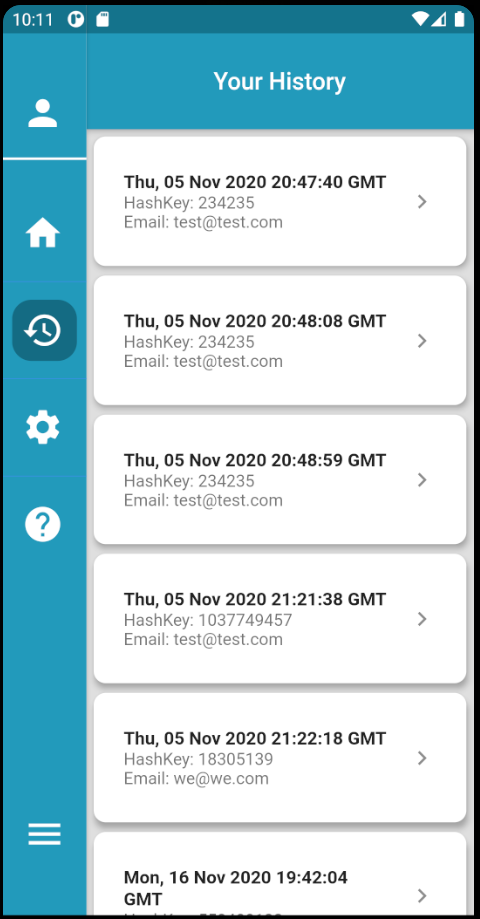 10:11
Your History
Thu, 05 Nov 2020 20:47:40 GMT
HashKey: 234235
Email: test@test.com
Thu, 05 Nov 2020 20:48:08 GMT
HashKey: 234235
Email: test@test.com
Thu, 05 Nov 2020 20:48:59 GMT
HashKey: 234235
Email: test@test.com
Thu, 05 Nov 2020 21:21:38 GMT
HashKey: 1037749457
Email: test@test.com
Thu, 05 Nov 2020 21:22:18 GMT
HashKey: 18305139
Email: we@we.com
Mon, 16 Nov 2020 19:42:04
GMT